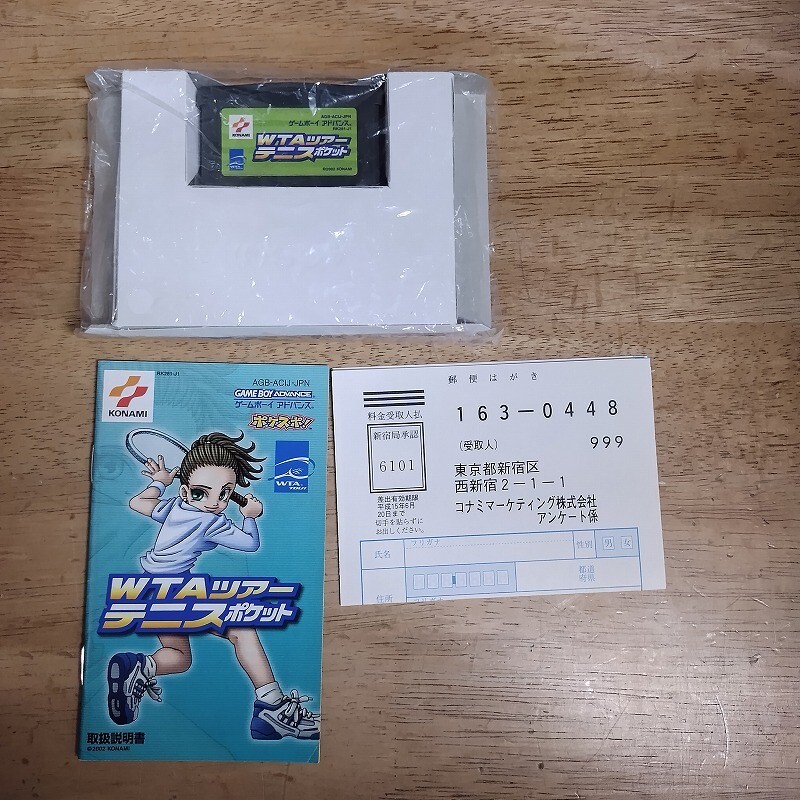 AGB-ACIJ-JPN
ゲームボーイ アドバンス
RK281-J1
KONAMI
WTAツアー
テニスポケット
©2002 KONAMI
RK281-J1
KONAMI
AGB-ACIJ-JPN
GAME BOY ADVANCE
ゲームボーイ アドバンス
ポケスポ!
WTA
TOUR
WTAツアー
テニスポケット
取扱説明書
©2002 KONAMI
郵便はがき
料金受取人払
新宿局承認
6101
差出有効期限
平成15年6月
20日まで
切手を貼らずに
お出しください。
163-0448
(受取人) 999
東京都新宿区
西新宿2-1-1
コナミマーケティング株式会社
アンケート係
フリガナ
氏名
性別 男 女
都道
府県
住所
フリガナ